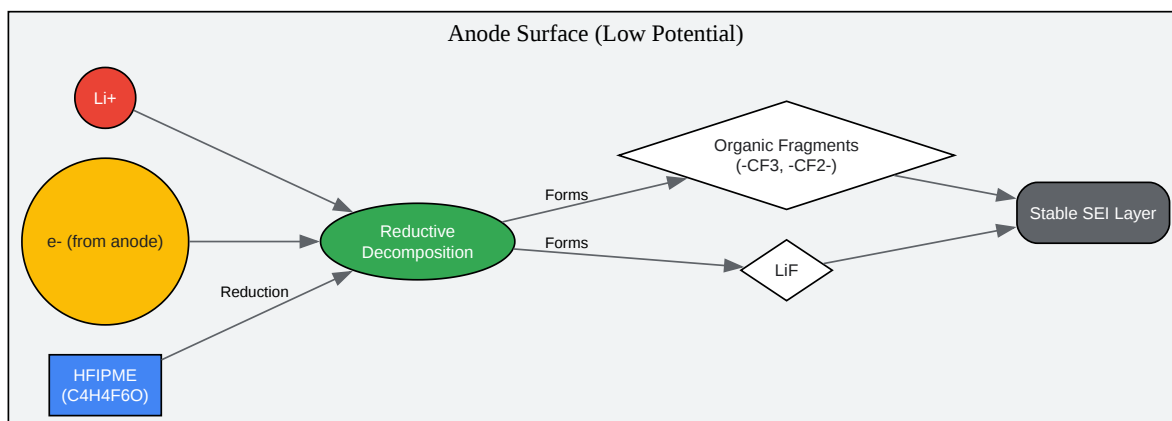 Anode Surface (Low Potential)
Li+
e- (from anode)
Reduction
HFIPME
(C4H4F6O)
Reductive
Decomposition
Forms
Forms
Organic Fragments
(-CF3, -CF2-)
LiF
Stable SEI Layer